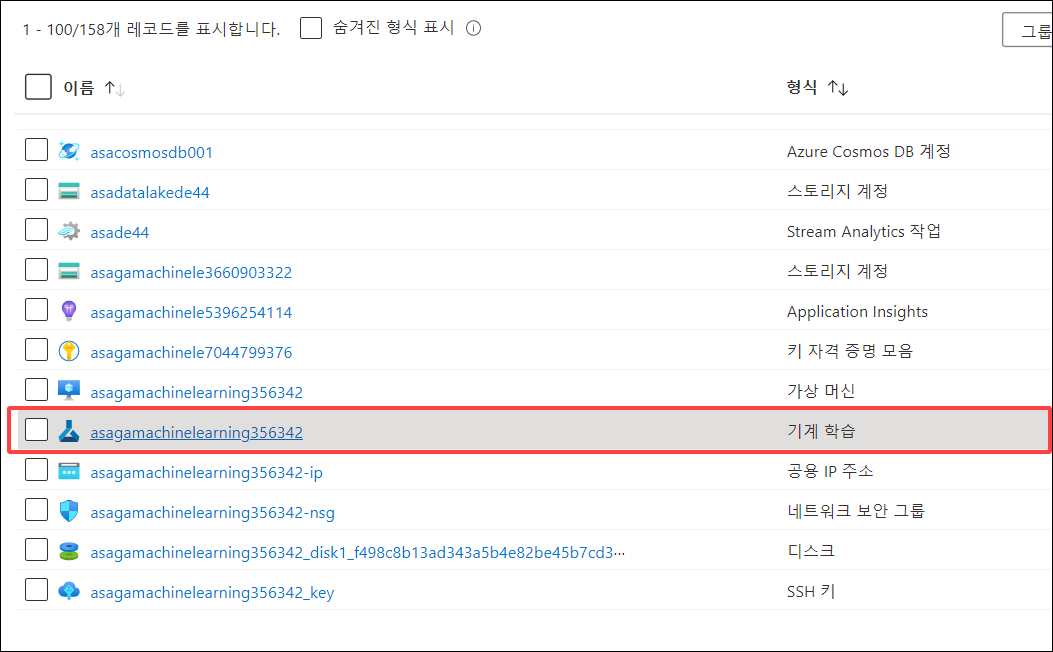 1 - 100/158개 레코드를 표시합니다. 숨겨진 형식 표시
그룹
이름 형식
asacosmosdb001 Azure Cosmos DB 계정
asadatalakede44 스토리지 계정
asade44 Stream Analytics 작업
asagamachinele3660903322 스토리지 계정
asagamachinele5396254114 Application Insights
asagamachinele7044799376 키 자격 증명 모음
asagamachinelearning356342 가상 머신
asagamachinelearning356342 기계 학습
asagamachinelearning356342-ip 공용 IP 주소
asagamachinelearning356342-nsg 네트워크 보안 그룹
asagamachinelearning356342_disk1_f498c8b13ad343a5b4e82be45b7cd3… 디스크
asagamachinelearning356342_key SSH 키